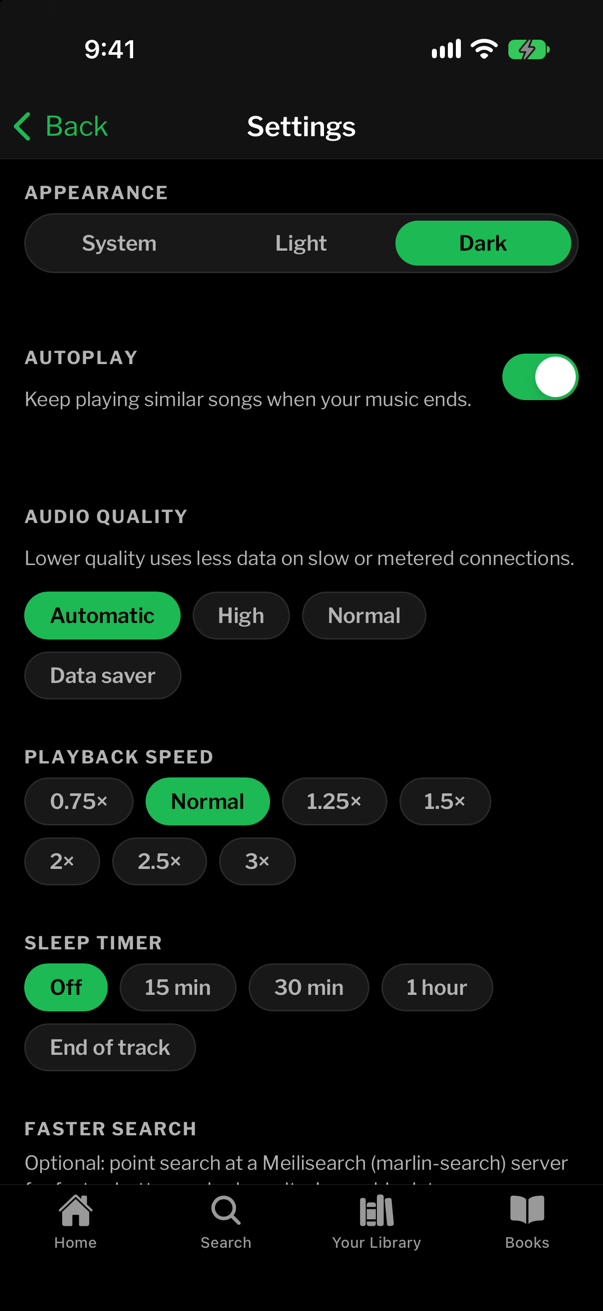 9:41
Back
Settings
APPEARANCE
System Light Dark
AUTOPLAY
Keep playing similar songs when your music ends.
AUDIO QUALITY
Lower quality uses less data on slow or metered connections.
Automatic High Normal
Data saver
PLAYBACK SPEED
0.75× Normal 1.25× 1.5×
2× 2.5× 3×
SLEEP TIMER
Off 15 min 30 min 1 hour
End of track
FASTER SEARCH
Optional: point search at a Meilisearch (marlin-search) server
Home Search Your Library Books